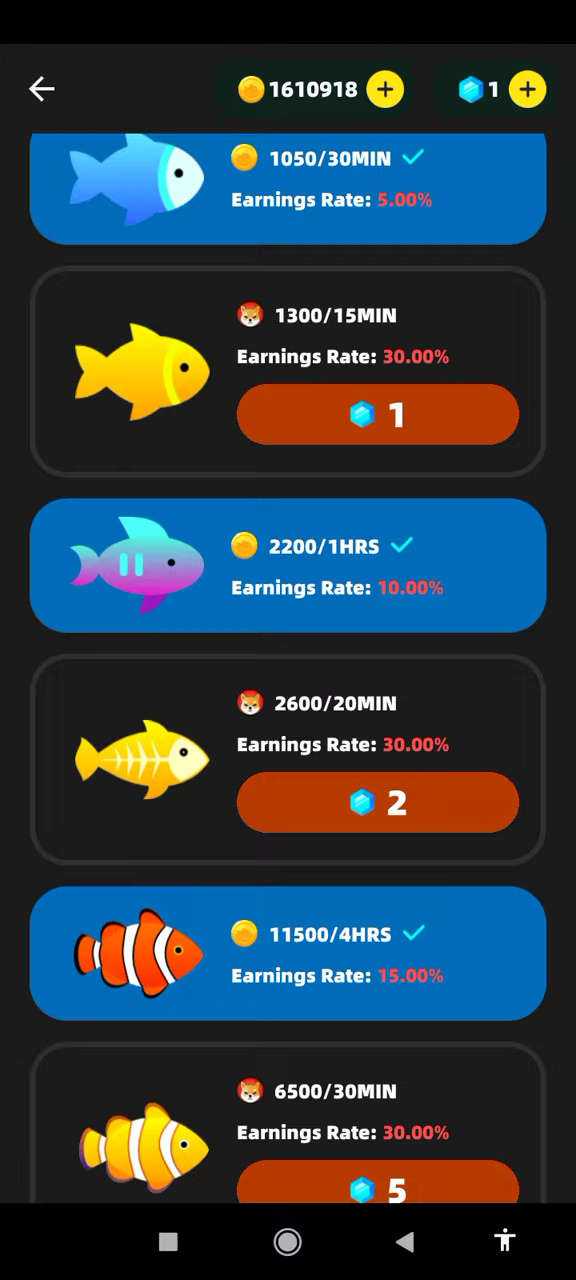 1610918 + 1 +
1050/30MIN
Earnings Rate: 5.00%
1300/15MIN
Earnings Rate: 30.00%
1
2200/1HRS
Earnings Rate: 10.00%
2600/20MIN
Earnings Rate: 30.00%
2
11500/4HRS
Earnings Rate: 15.00%
6500/30MIN
Earnings Rate: 30.00%
5